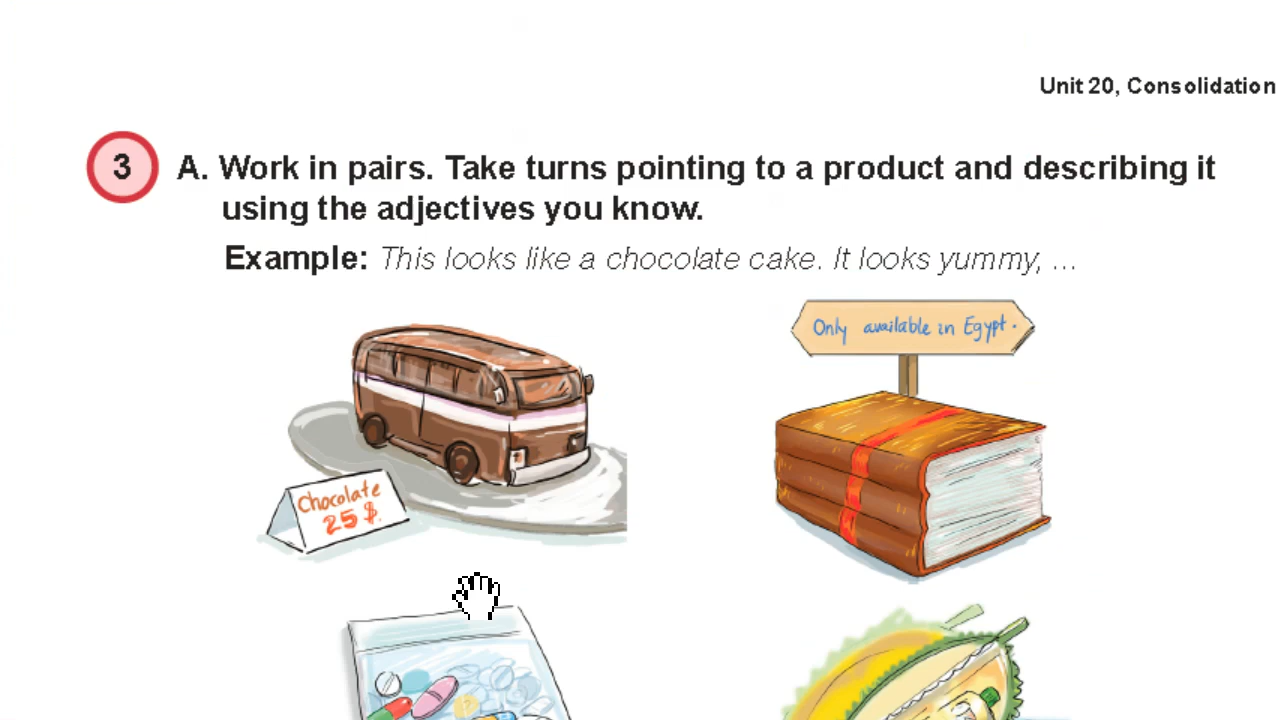 Unit 20, Consolidation
3
A. Work in pairs. Take turns pointing to a product and describing it
using the adjectives you know.
Example: This looks like a chocolate cake. It looks yummy, ...
Only available in Egypt.
Chocolate
25 $.